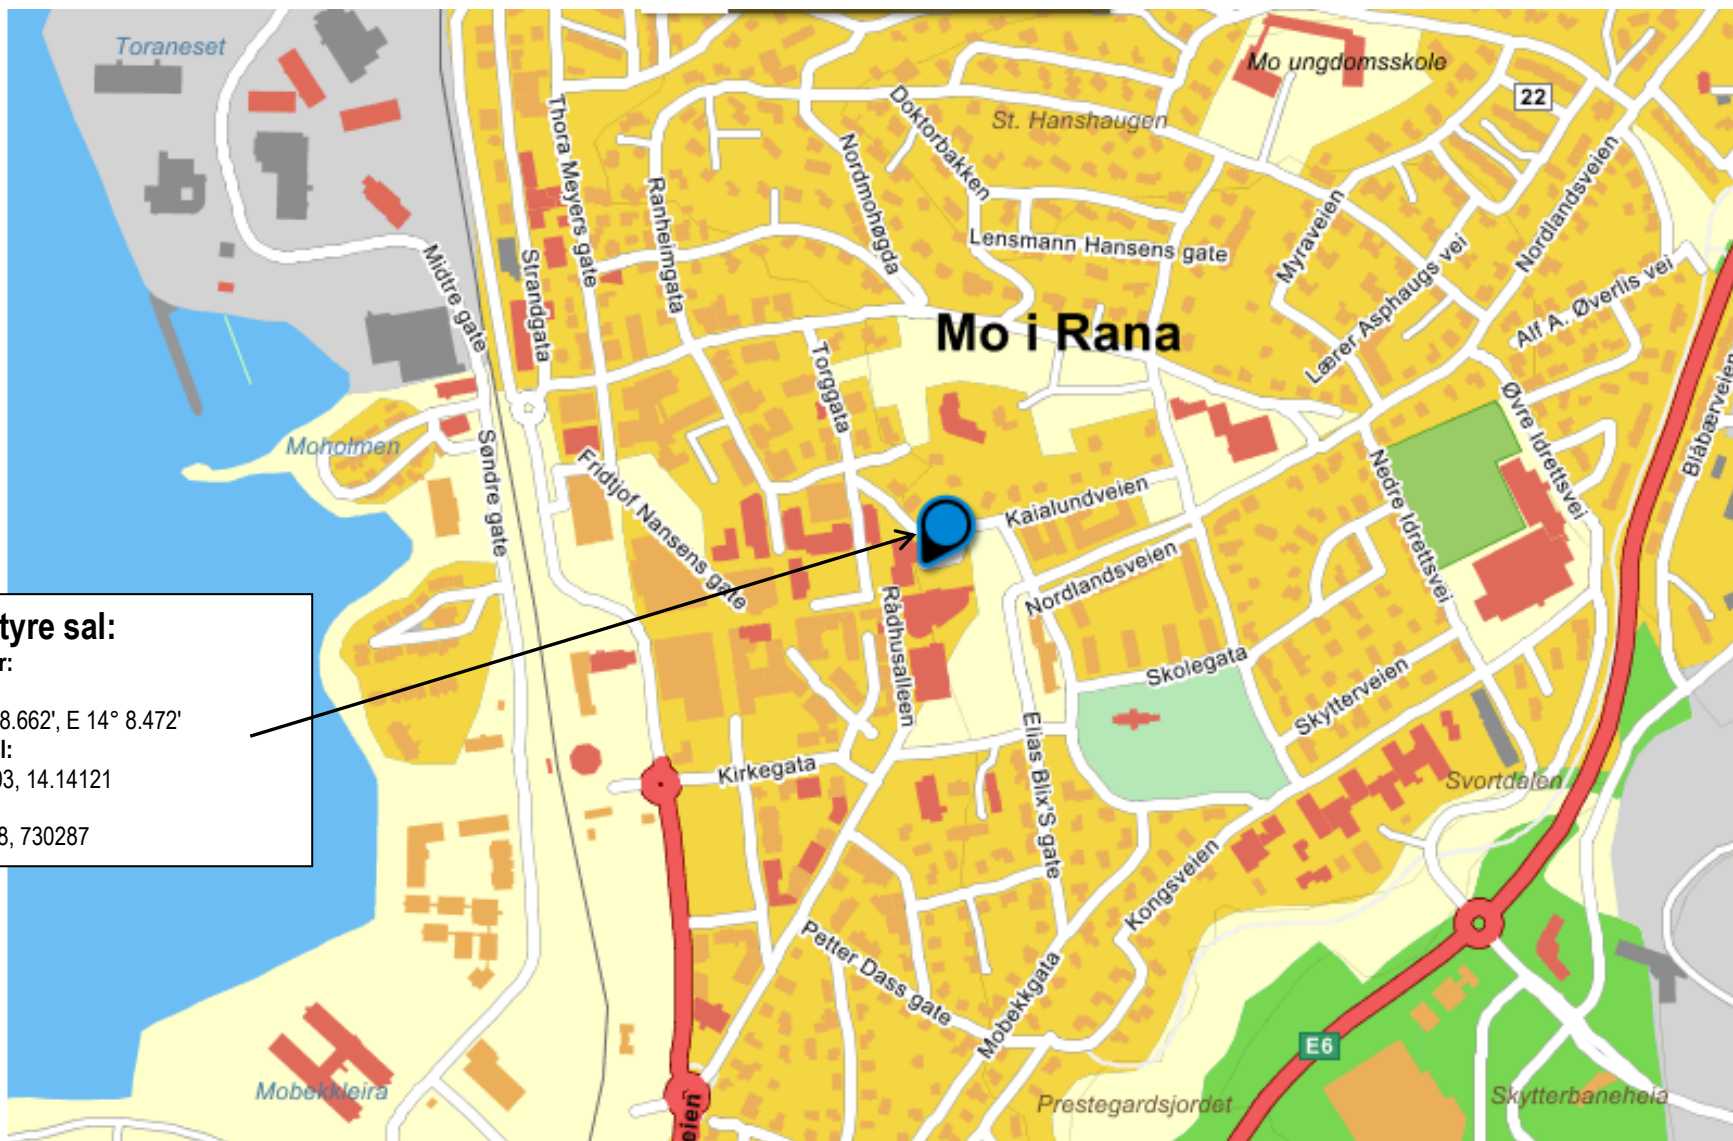 Toraneset
Mo ungdomsskole
22
St. Hanshaugen
Doktorbakken
Thora Meyers gate
Nordmohøgda
Ranheimgata
Strandgata
Midtre gate
Lensmann Hansens gate
Myraveien
Nordlandsveien
Lærer Asphaugs vei
Alf A. Øverlis vei
Mo i Rana
Torggata
Øvre Idrettsvei
Blåbærveien
Moholmen
Søndre gate
Fridtjof Nansens gate
Kaialundveien
Nedre Idrettsvei
Nordlandsveien
Rådhusalleen
Skolegata
Skytterveien
tyre sal:
r:
8.662', E 14° 8.472'
l:
03, 14.14121
8, 730287
Elias Blix'S gate
Kirkegata
Svortdalen
Kongsveien
Petter Dass gate
Mobekkgata
E6
Mobekkleira
Prestegardsjordet
Skytterbaneheia
eien